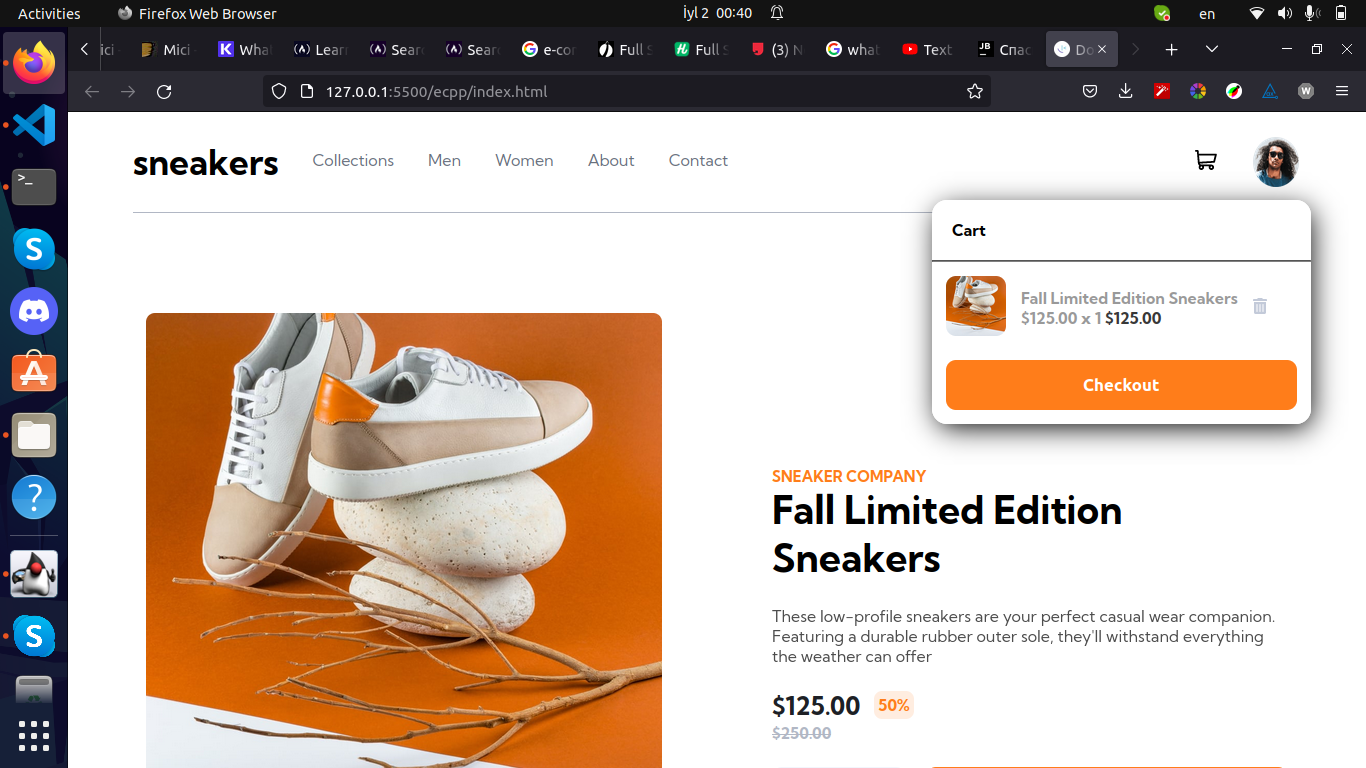 Activities Firefox Web Browser İyl 2 00:40 en
Mici Wha Learn Sear Sear e-cor Full S Full S (3) N what Text Спас Do
127.0.0.1:5500/ecpp/index.html
sneakers Collections Men Women About Contact
Cart
Fall Limited Edition Sneakers
$125.00 x 1 $125.00
Checkout
SNEAKER COMPANY
Fall Limited Edition
Sneakers
These low-profile sneakers are your perfect casual wear companion.
Featuring a durable rubber outer sole, they'll withstand everything
the weather can offer
$125.00 50%
$250.00